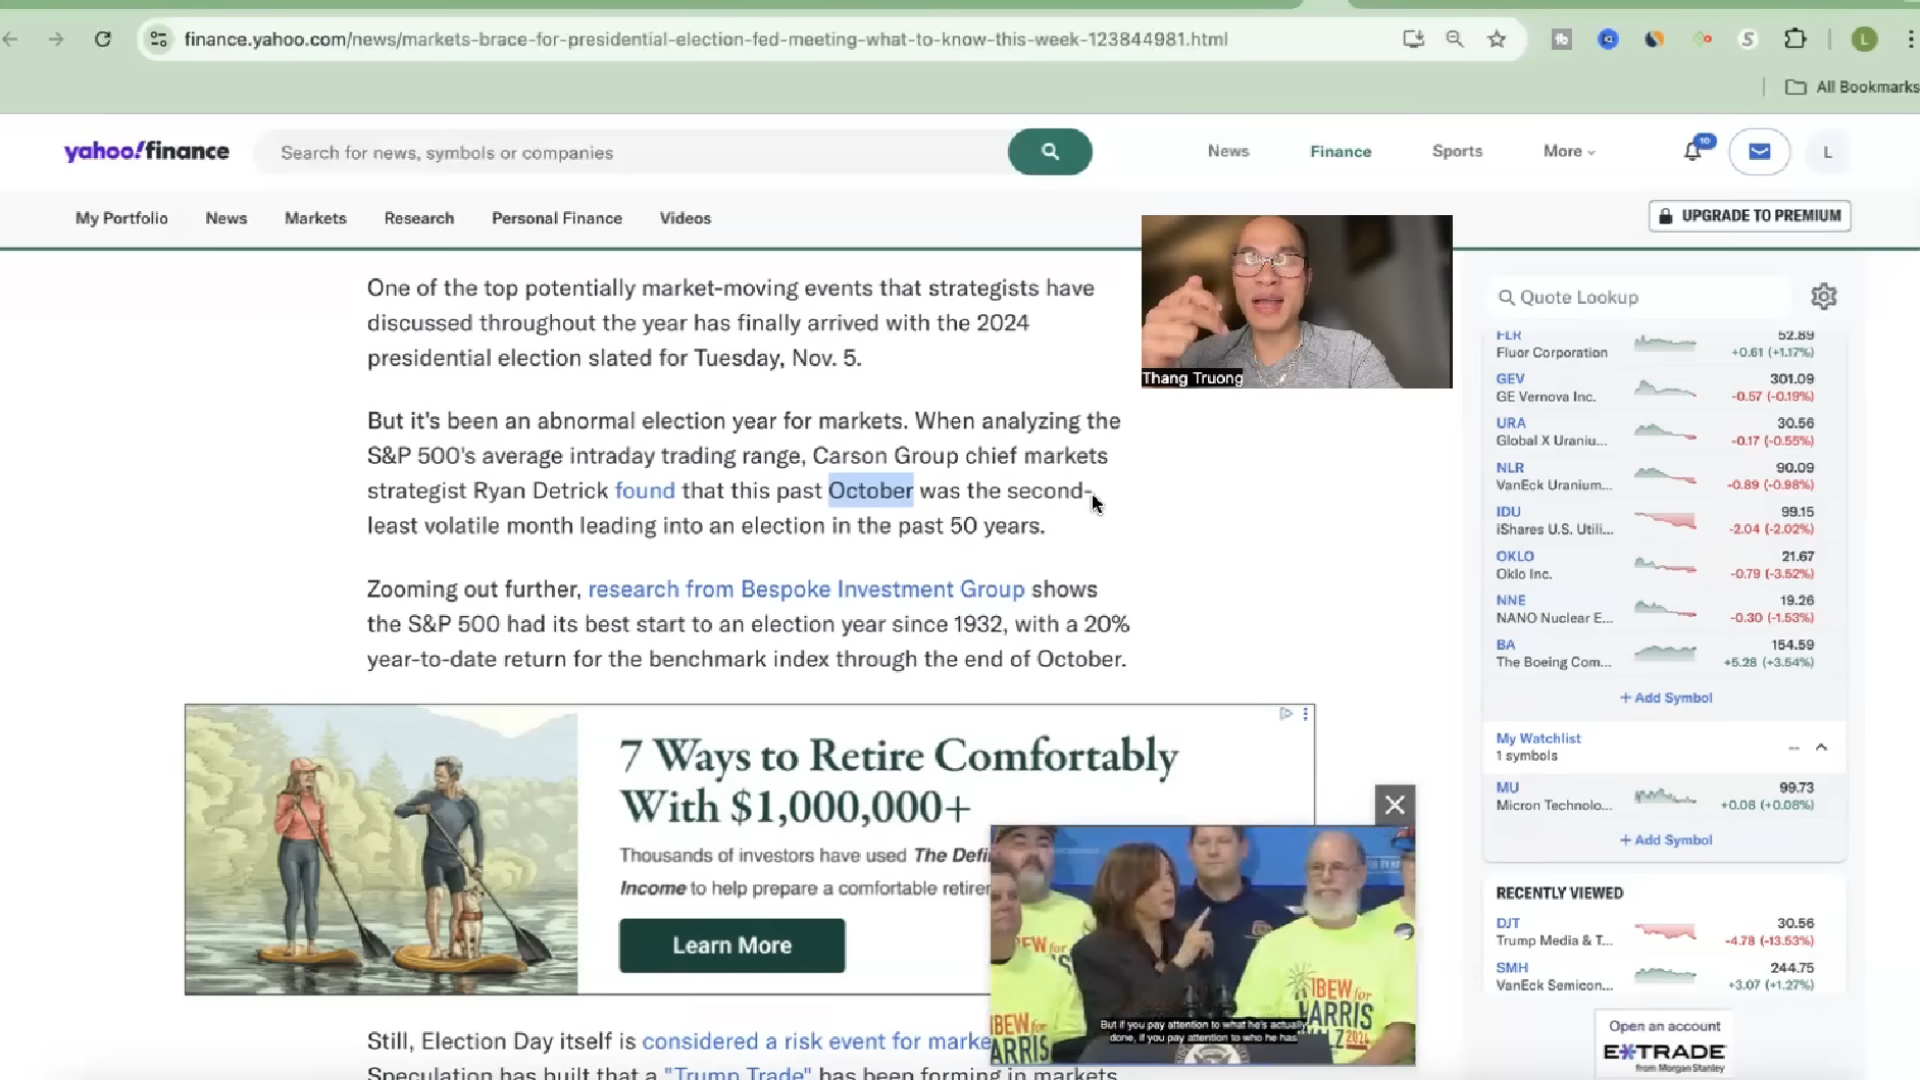 finance.yahoo.com/news/markets-brace-for-presidential-election-fed-meeting-what-to-know-this-week-123844981.html
L
All Bookmarks
yahoo!finance
Search for news, symbols or companies
News
Finance
Sports
More
10
L
My Portfolio
News
Markets
Research
Personal Finance
Videos
UPGRADE TO PREMIUM
One of the top potentially market-moving events that strategists have
discussed throughout the year has finally arrived with the 2024
presidential election slated for Tuesday, Nov. 5.
Thang Truong
But it's been an abnormal election year for markets. When analyzing the
S&P 500's average intraday trading range, Carson Group chief markets
strategist Ryan Detrick found that this past October was the second-
least volatile month leading into an election in the past 50 years.
Zooming out further, research from Bespoke Investment Group shows
the S&P 500 had its best start to an election year since 1932, with a 20%
year-to-date return for the benchmark index through the end of October.
7 Ways to Retire Comfortably
With $1,000,000+
Thousands of investors have used The Defi
Income to help prepare a comfortable retire
Learn More
IBEW for
HARRIS
But if you pay attention to what he's actually
done, if you pay attention to who he has
Still, Election Day itself is considered a risk event for marke
Speculation has built that a "Trump Trade" has been forming in markets
Quote Lookup
FLR 52.89
Fluor Corporation +0.61 (+1.17%)
GEV 301.09
GE Vernova Inc. -0.57 (-0.19%)
URA 30.56
Global X Uraniu... -0.17 (-0.55%)
NLR 90.09
VanEck Uranium... -0.89 (-0.98%)
IDU 99.15
iShares U.S. Utili... -2.04 (-2.02%)
OKLO 21.67
Oklo Inc. -0.79 (-3.52%)
NNE 19.26
NANO Nuclear E... -0.30 (-1.53%)
BA 154.59
The Boeing Com... +5.28 (+3.54%)
+ Add Symbol
My Watchlist --
1 symbols
MU 99.73
Micron Technolo... +0.08 (+0.08%)
+ Add Symbol
RECENTLY VIEWED
DJT 30.56
Trump Media & T... -4.78 (-13.53%)
SMH 244.75
VanEck Semicon... +3.07 (+1.27%)
Open an account
E*TRADE
from Morgan Stanley